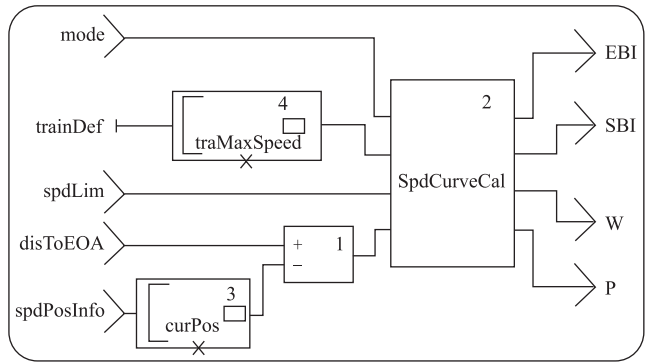 mode
EBI
4
2
trainDef
traMaxSpeed
SBI
spdLim
SpdCurveCal
disToEOA
+
1
W
−
spdPosInfo
3
curPos
P